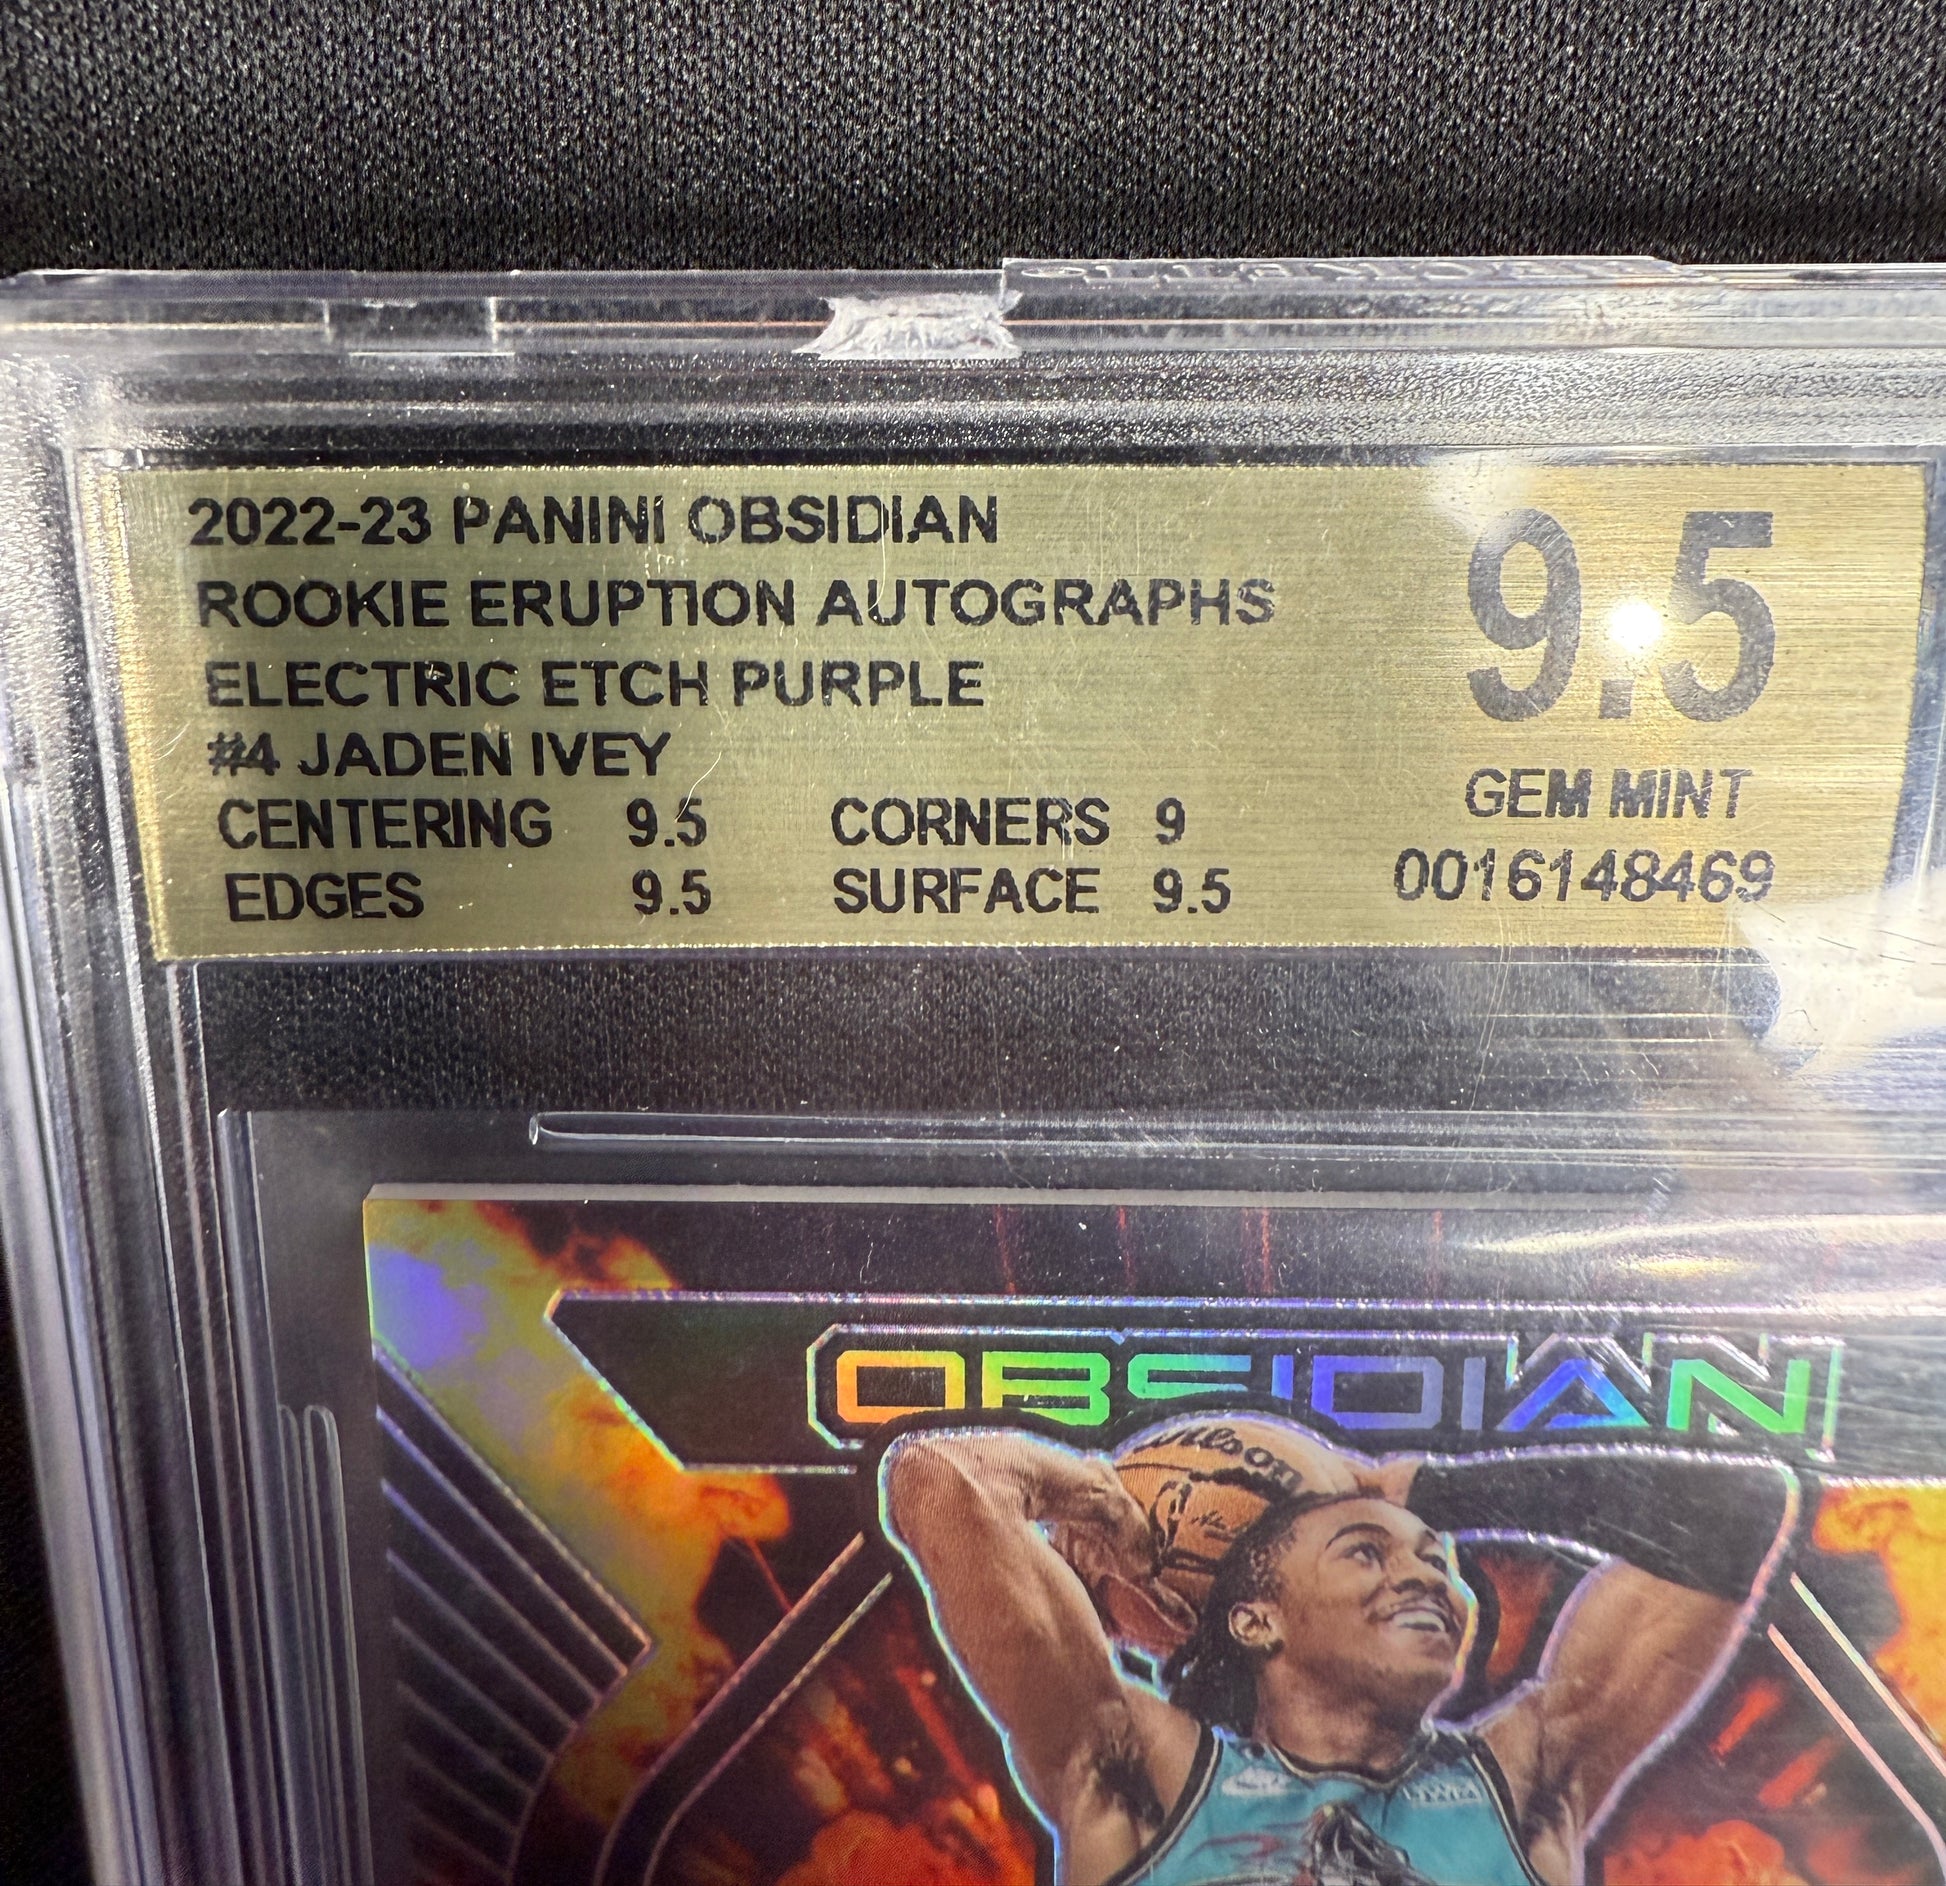 2022-23 PANINI OBSIDIAN
ROOKIE ERUPTION AUTOGRAPHS
ELECTRIC ETCH PURPLE
#4 JADEN IVEY
CENTERING 9.5 CORNERS 9
EDGES 9.5 SURFACE 9.5
9.5
GEM MINT
0016148469
OBSIDIAN
Wilson